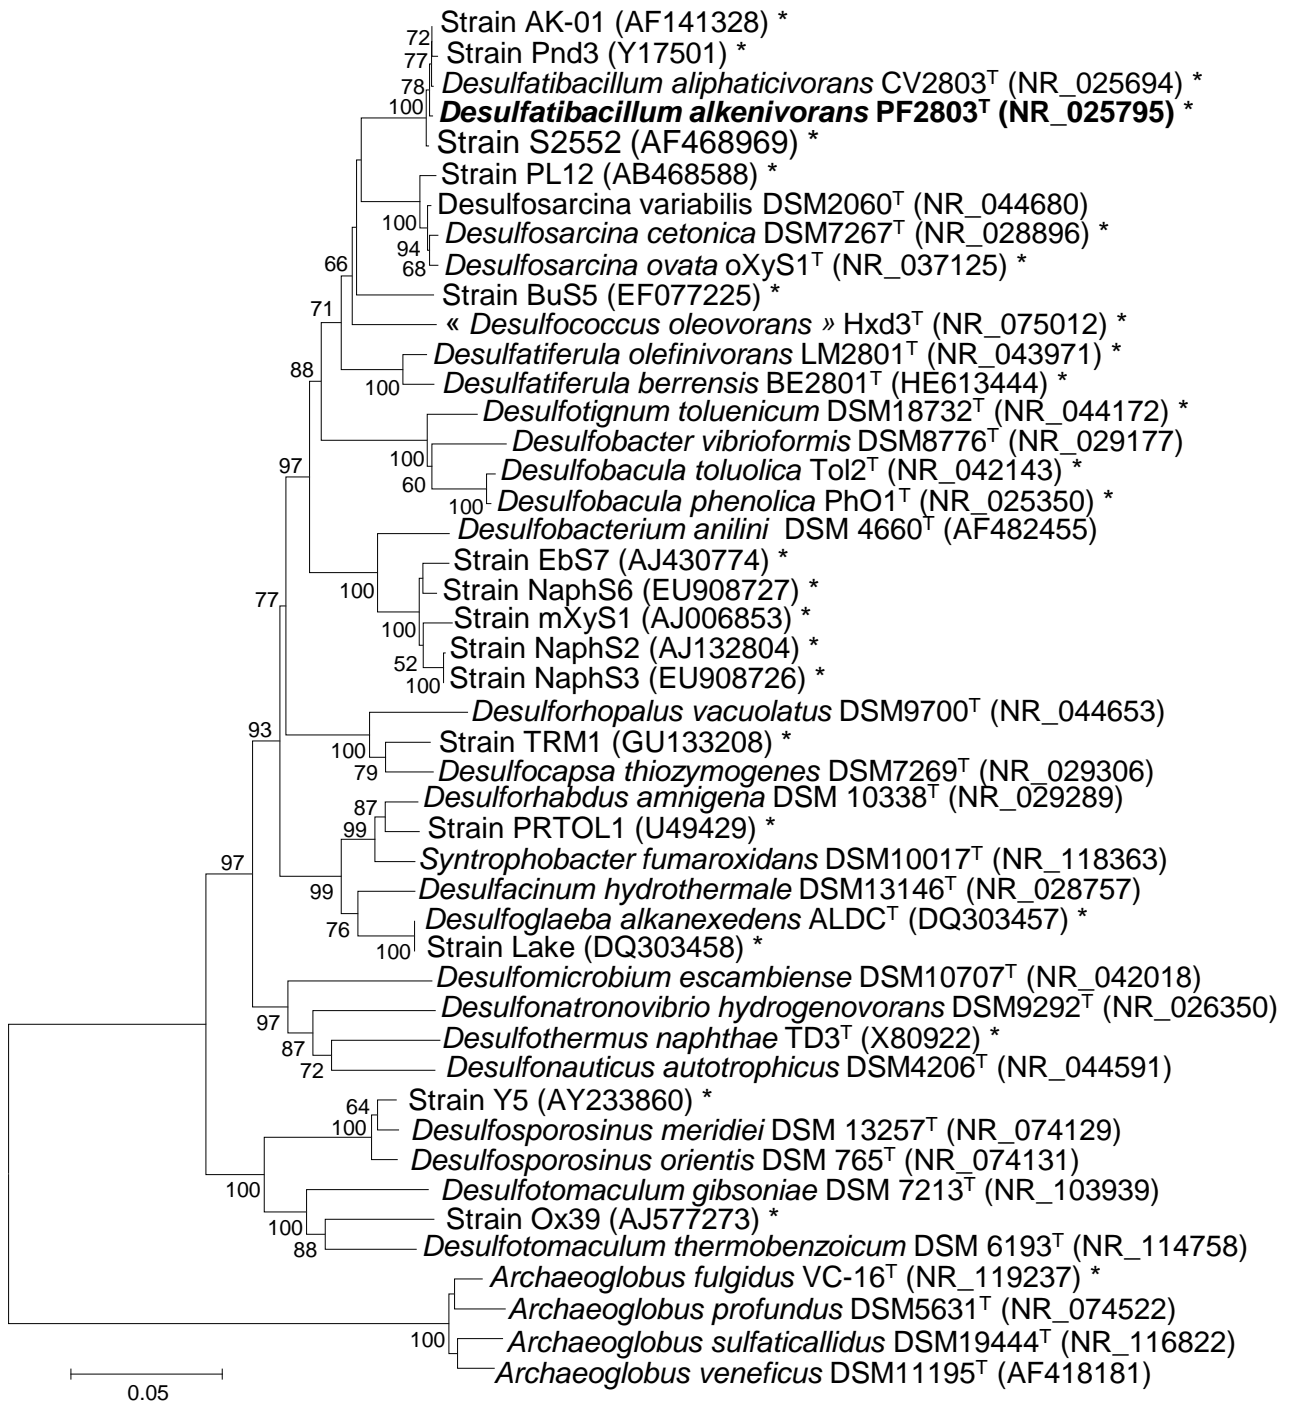 Strain AK-01 (AF141328) *
72
Strain Pnd3 (Y17501) *
77
Desulfatibacillum aliphaticivorans CV2803ᵀ (NR_025694) *
78
100
Desulfatibacillum alkenivorans PF2803ᵀ (NR_025795) *
Strain S2552 (AF468969) *
Strain PL12 (AB468588) *
Desulfosarcina variabilis DSM2060ᵀ (NR_044680)
100
Desulfosarcina cetonica DSM7267ᵀ (NR_028896) *
94
Desulfosarcina ovata oXyS1ᵀ (NR_037125) *
68
66
Strain BuS5 (EF077225) *
71
« Desulfococcus oleovorans » Hxd3ᵀ (NR_075012) *
Desulfatiferula olefinivorans LM2801ᵀ (NR_043971) *
88
100
Desulfatiferula berrensis BE2801ᵀ (HE613444) *
Desulfotignum toluenicum DSM18732ᵀ (NR_044172) *
Desulfobacter vibrioformis DSM8776ᵀ (NR_029177)
100
97
Desulfobacula toluolica Tol2ᵀ (NR_042143) *
60
100
Desulfobacula phenolica PhO1ᵀ (NR_025350) *
Desulfobacterium anilini DSM 4660ᵀ (AF482455)
Strain EbS7 (AJ430774) *
100
Strain NaphS6 (EU908727) *
77
Strain mXyS1 (AJ006853) *
100
Strain NaphS2 (AJ132804) *
52
100
Strain NaphS3 (EU908726) *
Desulforhopalus vacuolatus DSM9700ᵀ (NR_044653)
93
Strain TRM1 (GU133208) *
100
79
Desulfocapsa thiozymogenes DSM7269ᵀ (NR_029306)
Desulforhabdus amnigena DSM 10338ᵀ (NR_029289)
87
99
Strain PRTOL1 (U49429) *
97
Syntrophobacter fumaroxidans DSM10017ᵀ (NR_118363)
99
Desulfacinum hydrothermale DSM13146ᵀ (NR_028757)
Desulfoglaeba alkanexedens ALDCᵀ (DQ303457) *
76
100
Strain Lake (DQ303458) *
Desulfomicrobium escambiense DSM10707ᵀ (NR_042018)
Desulfonatronovibrio hydrogenovorans DSM9292ᵀ (NR_026350)
97
Desulfothermus naphthae TD3ᵀ (X80922) *
87
72
Desulfonauticus autotrophicus DSM4206ᵀ (NR_044591)
Strain Y5 (AY233860) *
64
100
Desulfosporosinus meridiei DSM 13257ᵀ (NR_074129)
Desulfosporosinus orientis DSM 765ᵀ (NR_074131)
100
Desulfotomaculum gibsoniae DSM 7213ᵀ (NR_103939)
Strain Ox39 (AJ577273) *
100
88
Desulfotomaculum thermobenzoicum DSM 6193ᵀ (NR_114758)
Archaeoglobus fulgidus VC-16ᵀ (NR_119237) *
Archaeoglobus profundus DSM5631ᵀ (NR_074522)
100
Archaeoglobus sulfaticallidus DSM19444ᵀ (NR_116822)
Archaeoglobus veneficus DSM11195ᵀ (AF418181)
0.05